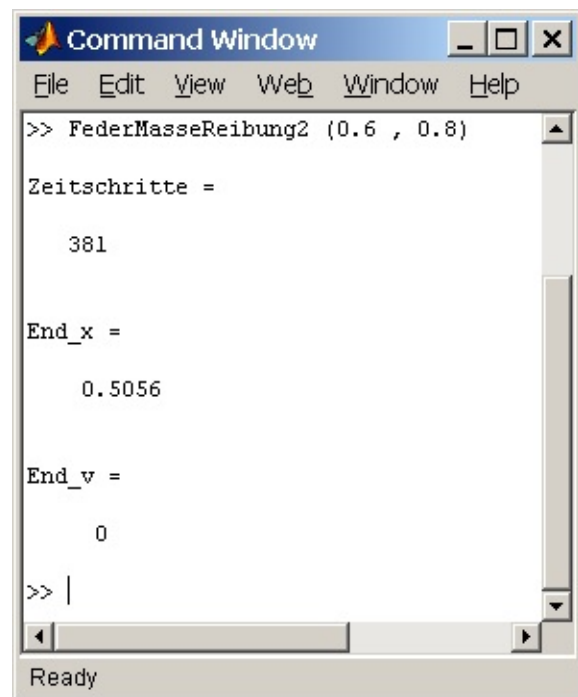 Command Window
File Edit View Web Window Help
>> FederMasseReibung2 (0.6 , 0.8)
Zeitschritte =
381
End_x =
0.5056
End_v =
0
>>
Ready